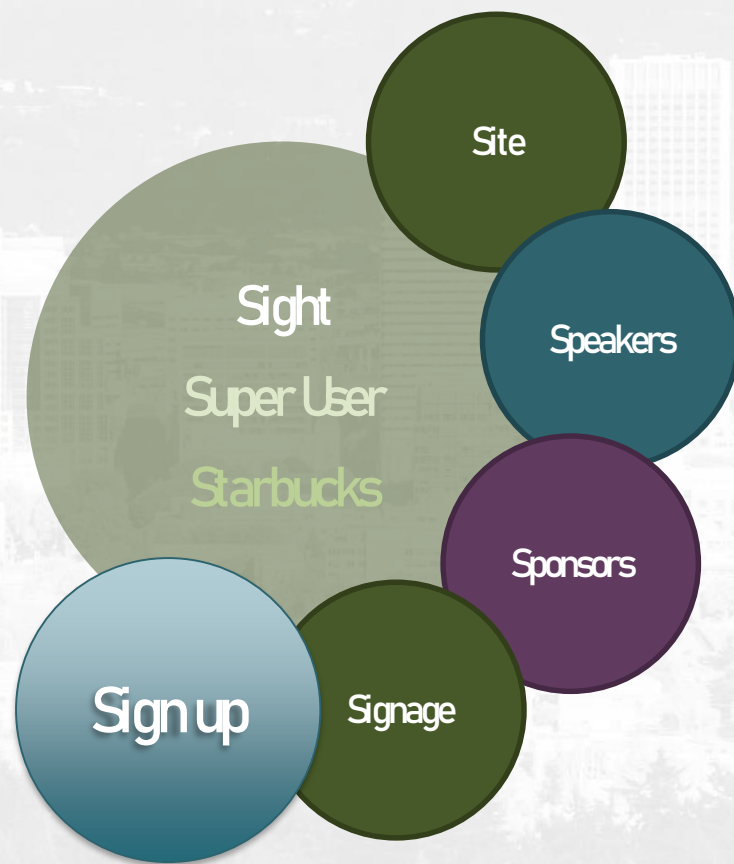 Site
Sight
Speakers
Super User
Starbucks
Sponsors
Sign up
Signage